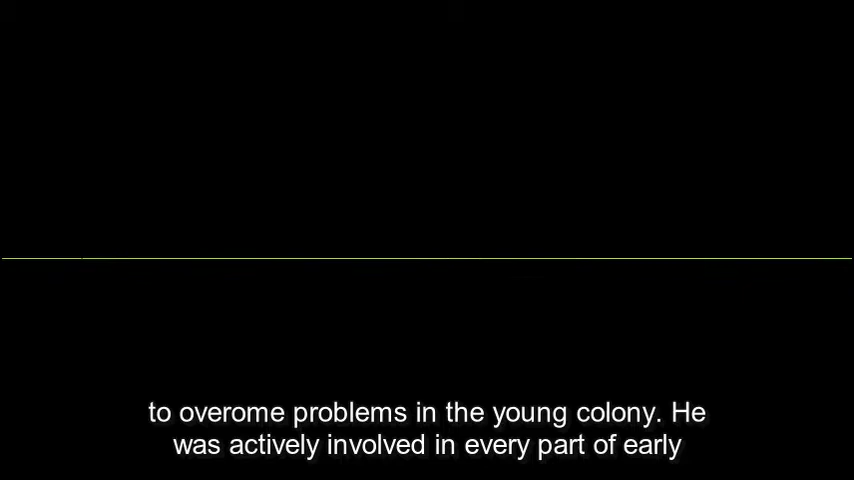 to overome problems in the young colony. He
was actively involved in every part of early